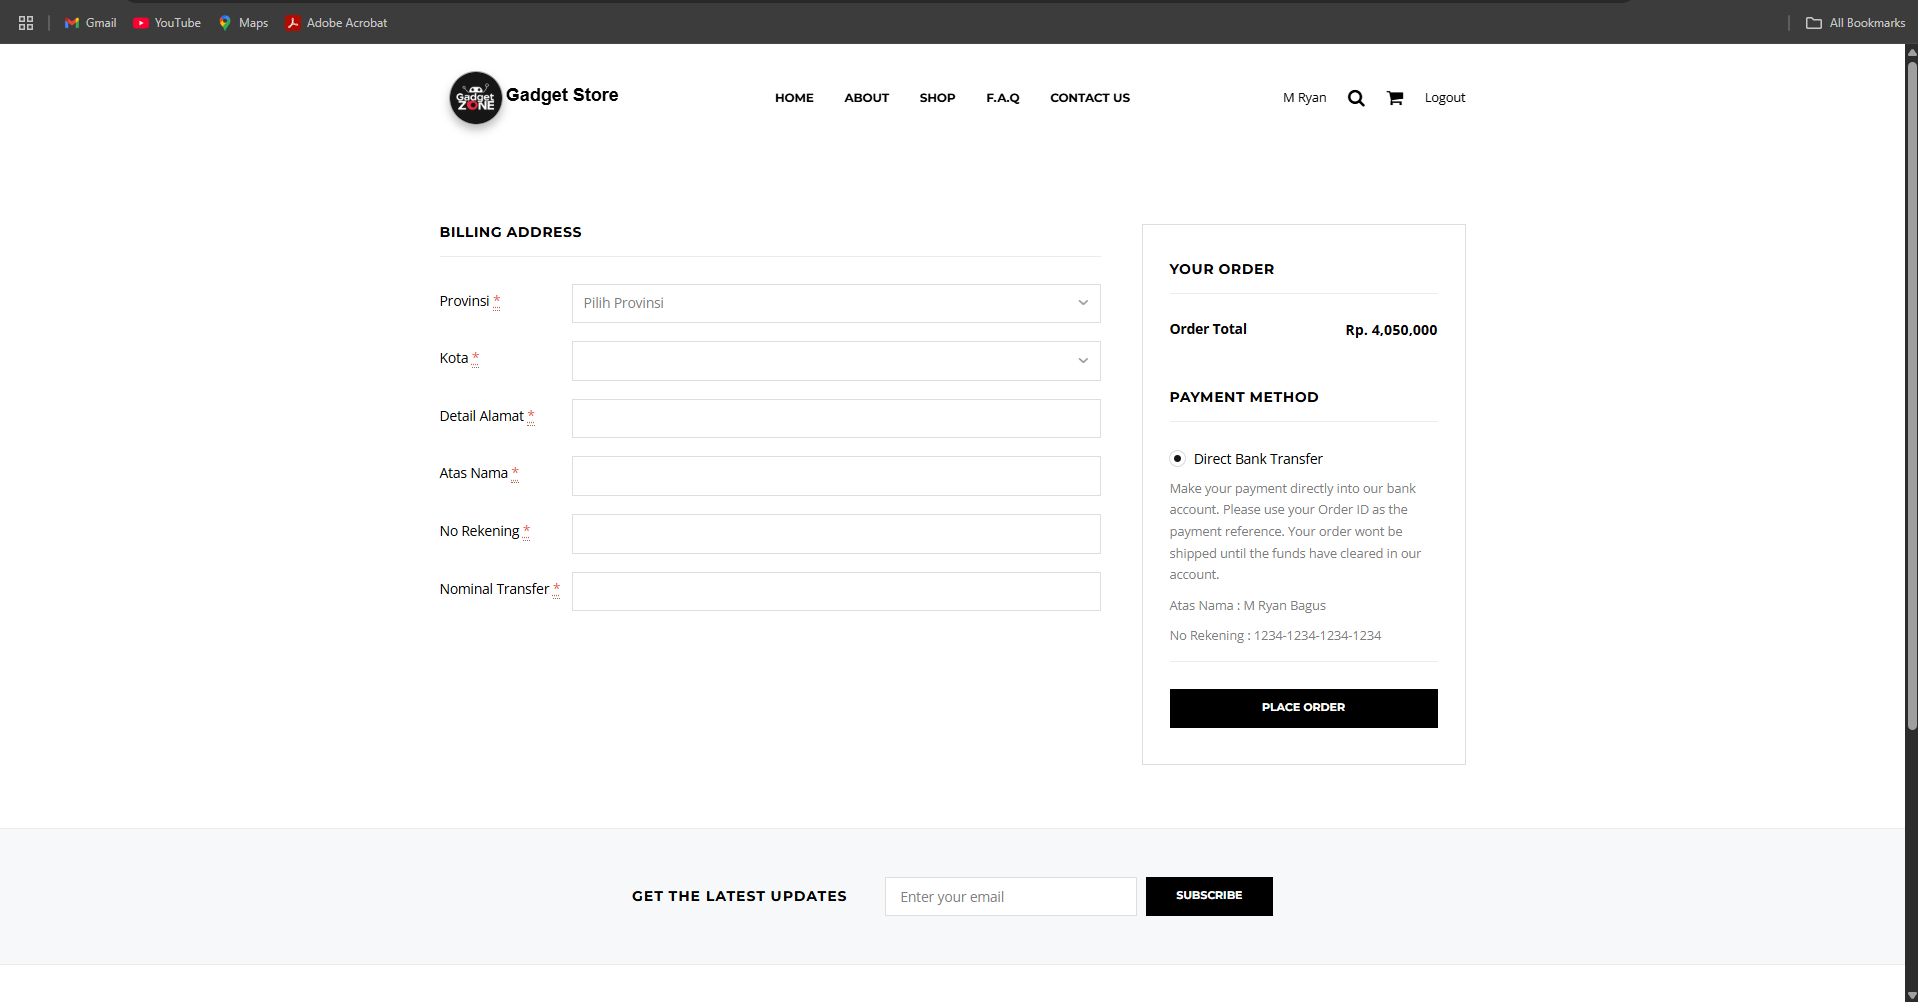 Gmail
YouTube
Maps
Adobe Acrobat
All Bookmarks
Gadget
ZONE
Gadget Store
HOME
ABOUT
SHOP
F.A.Q
CONTACT US
M Ryan
Logout
BILLING ADDRESS
Provinsi *
Pilih Provinsi
Kota *
Detail Alamat *
Atas Nama *
No Rekening *
Nominal Transfer *
YOUR ORDER
Order Total Rp. 4,050,000
PAYMENT METHOD
Direct Bank Transfer
Make your payment directly into our bank
account. Please use your Order ID as the
payment reference. Your order wont be
shipped until the funds have cleared in our
account.
Atas Nama : M Ryan Bagus
No Rekening : 1234-1234-1234-1234
PLACE ORDER
GET THE LATEST UPDATES
Enter your email
SUBSCRIBE